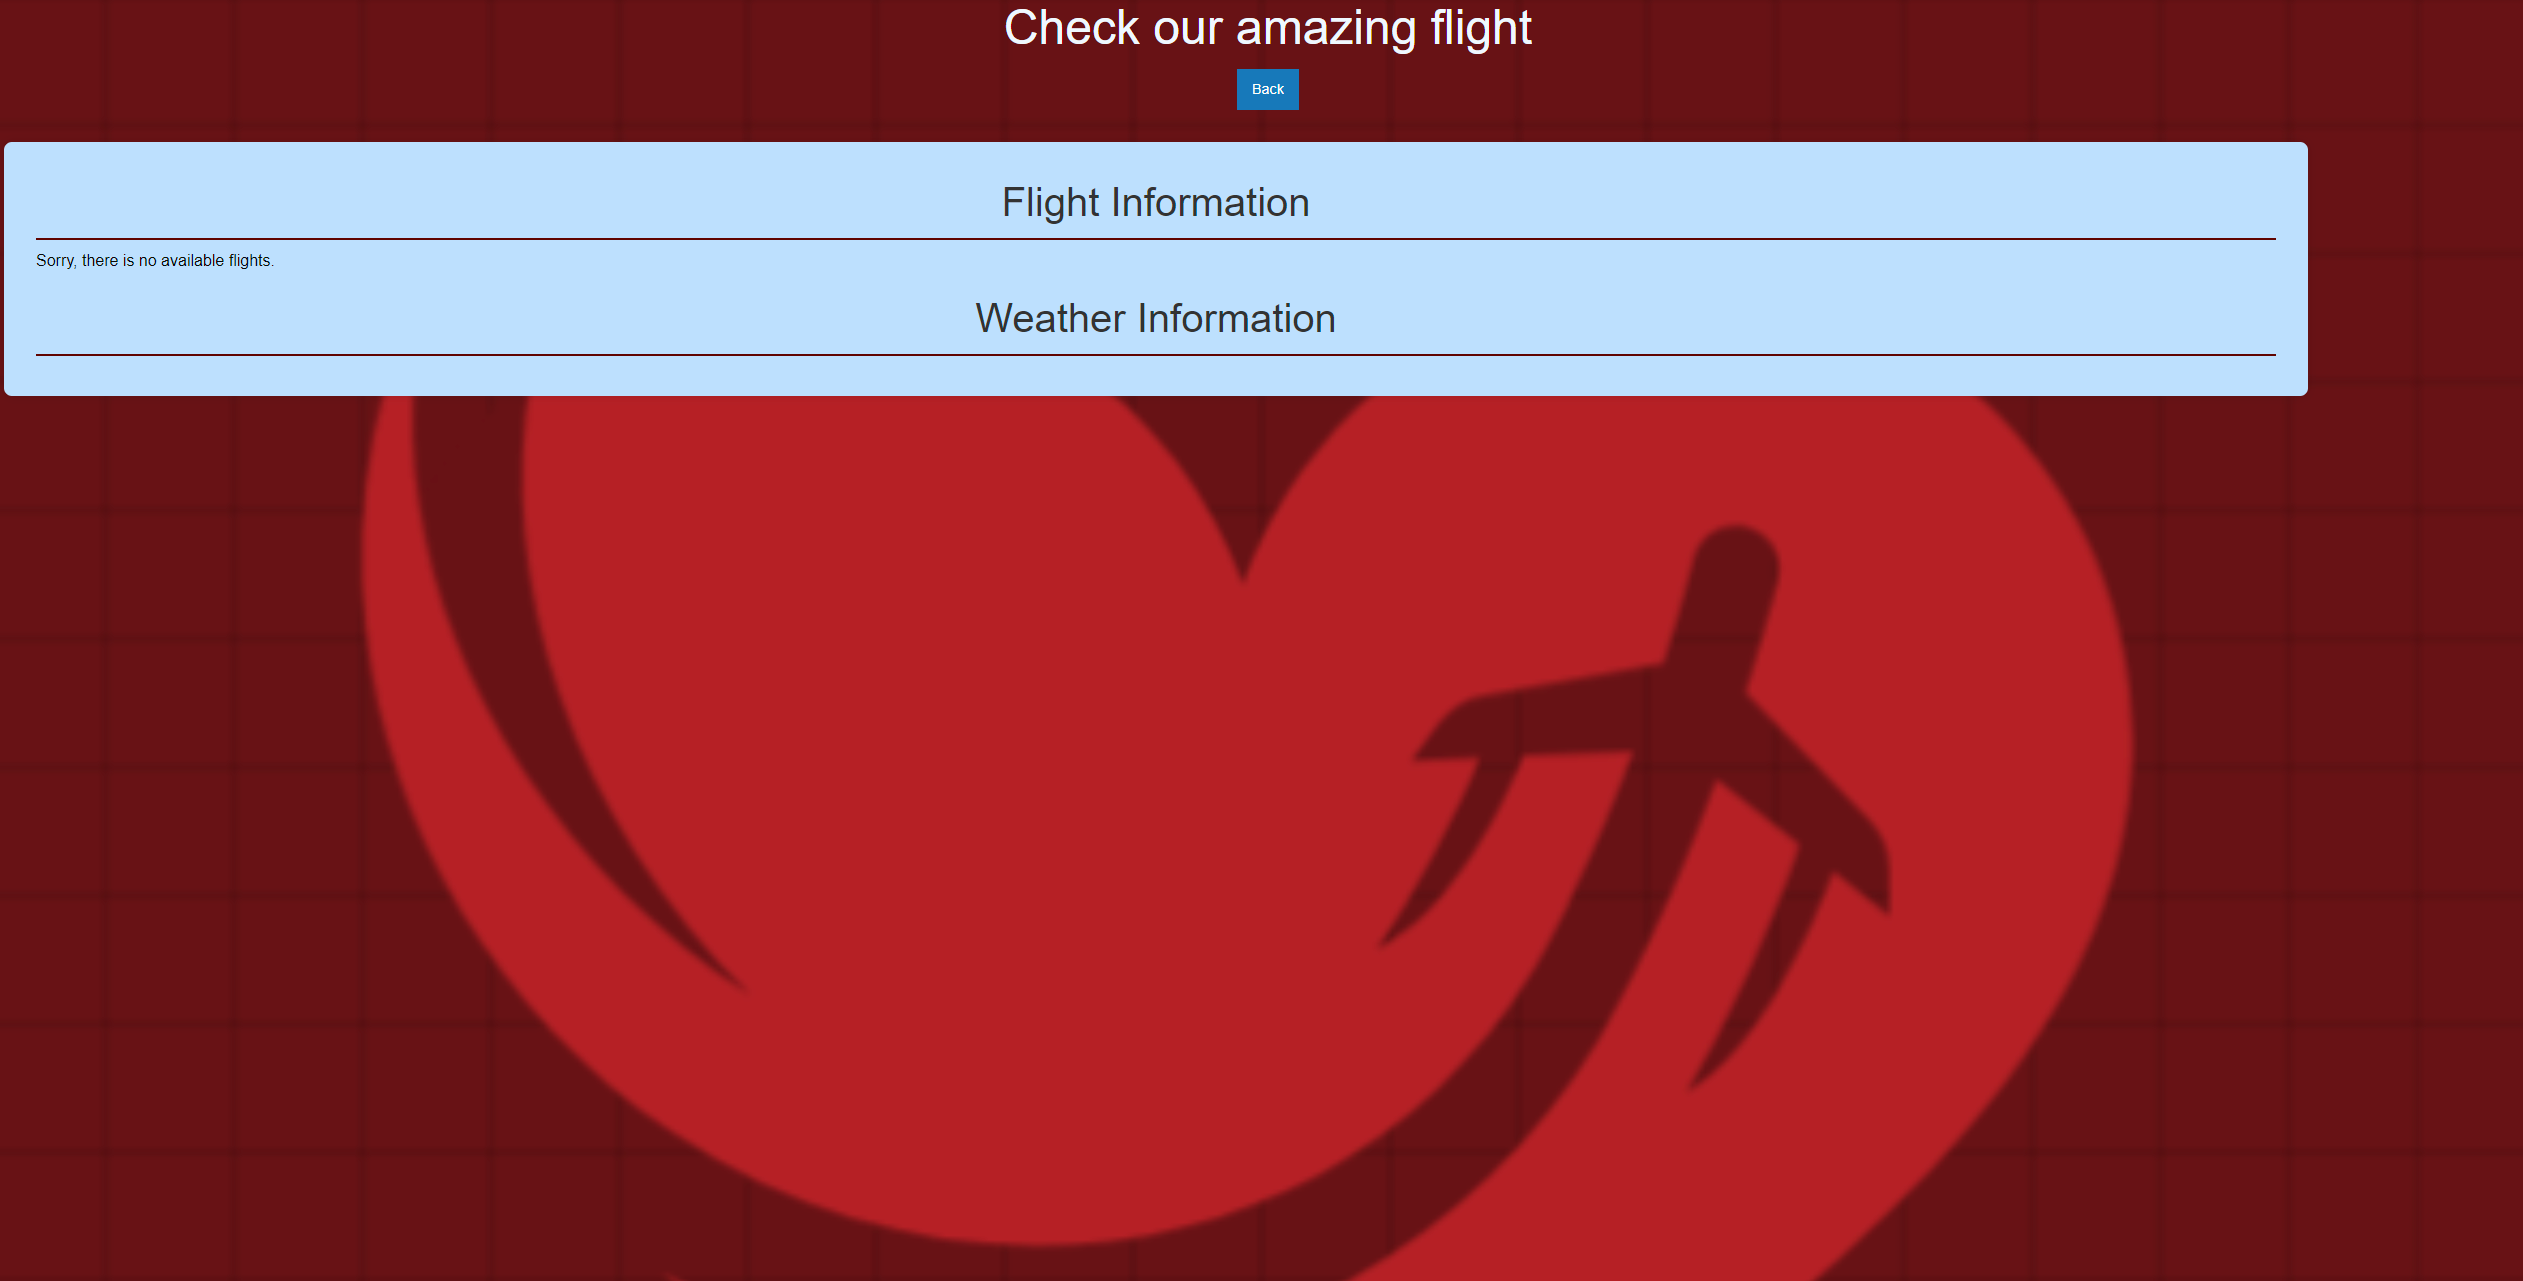 Check our amazing flight
Back
Flight Information
Sorry, there is no available flights.
Weather Information